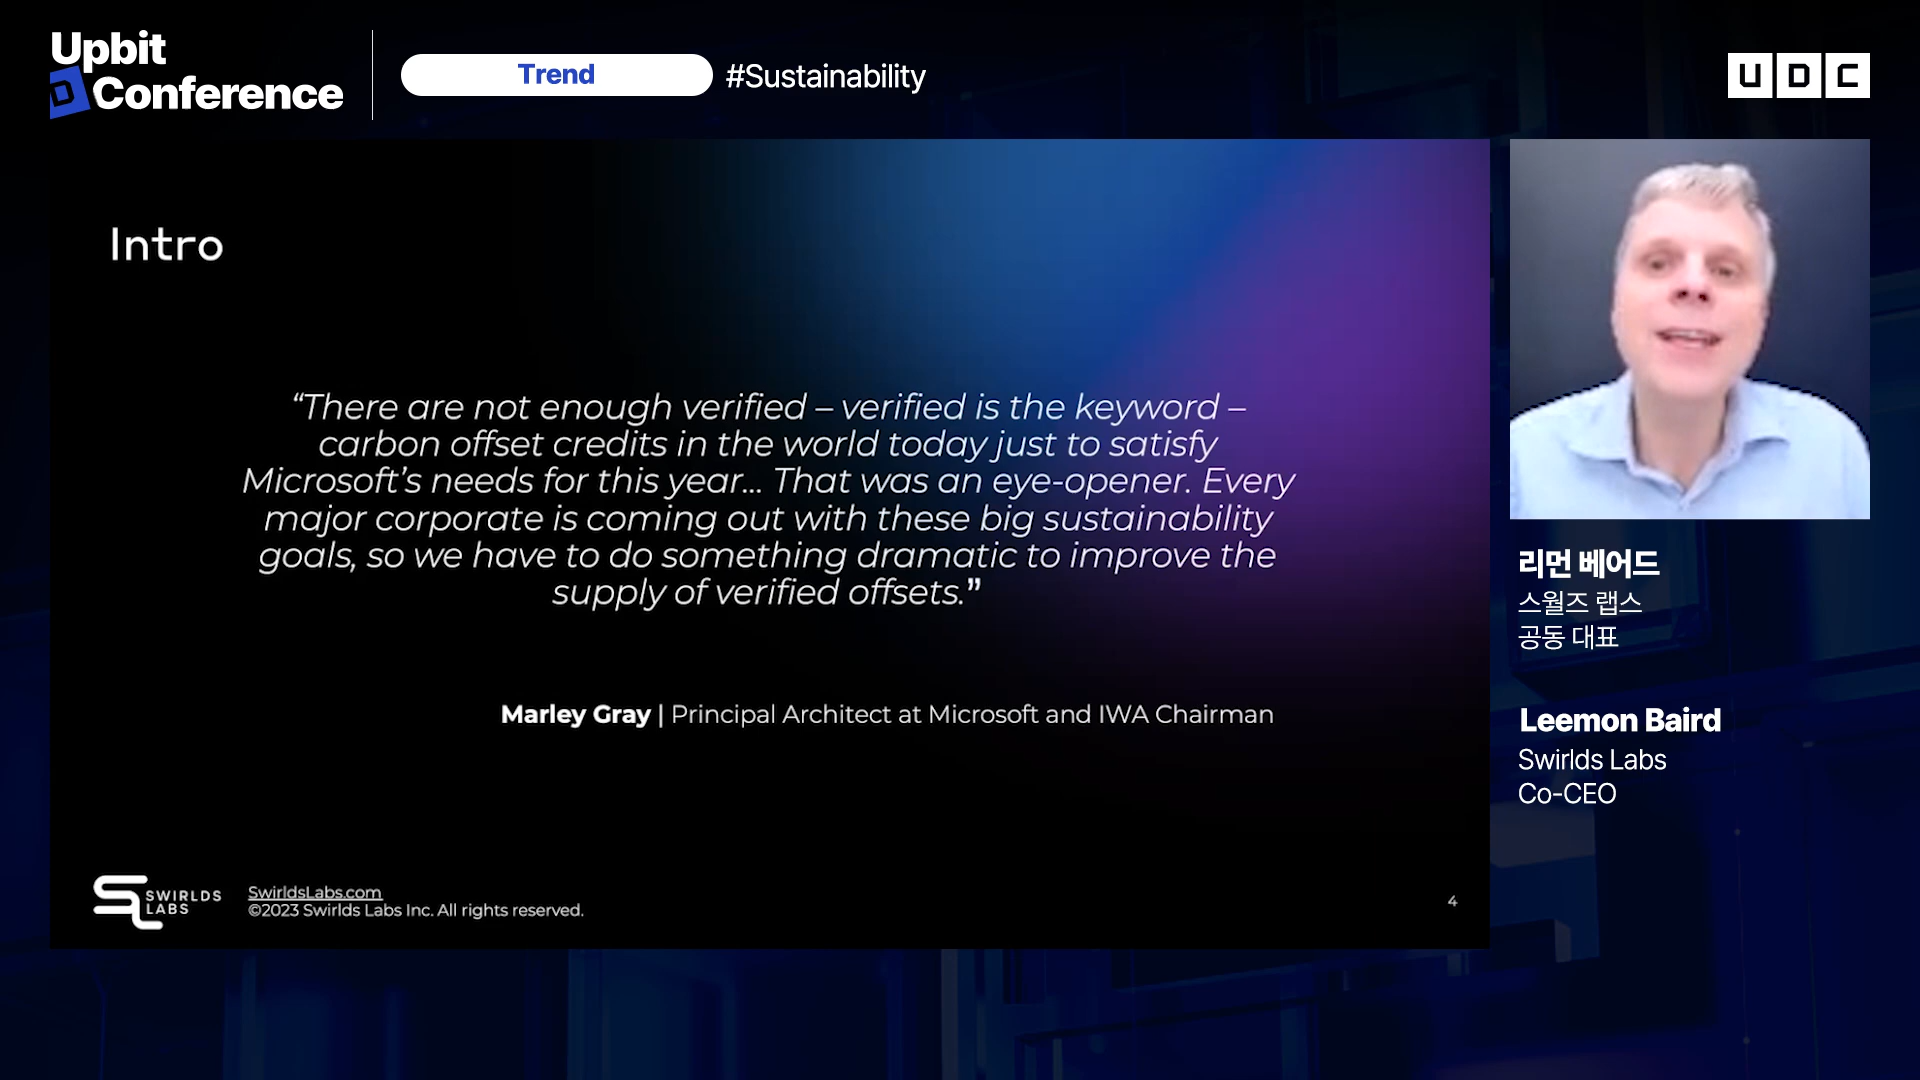 Upbit
D Conference
Trend
#Sustainability
UDC
Intro
“There are not enough verified – verified is the keyword –
carbon offset credits in the world today just to satisfy
Microsoft’s needs for this year... That was an eye-opener. Every
major corporate is coming out with these big sustainability
goals, so we have to do something dramatic to improve the
supply of verified offsets.”
Marley Gray | Principal Architect at Microsoft and IWA Chairman
SWIRLDS
LABS
SwirldsLabs.com
©2023 Swirlds Labs Inc. All rights reserved.
4
리먼 베어드
스월즈 랩스
공동 대표
Leemon Baird
Swirlds Labs
Co-CEO